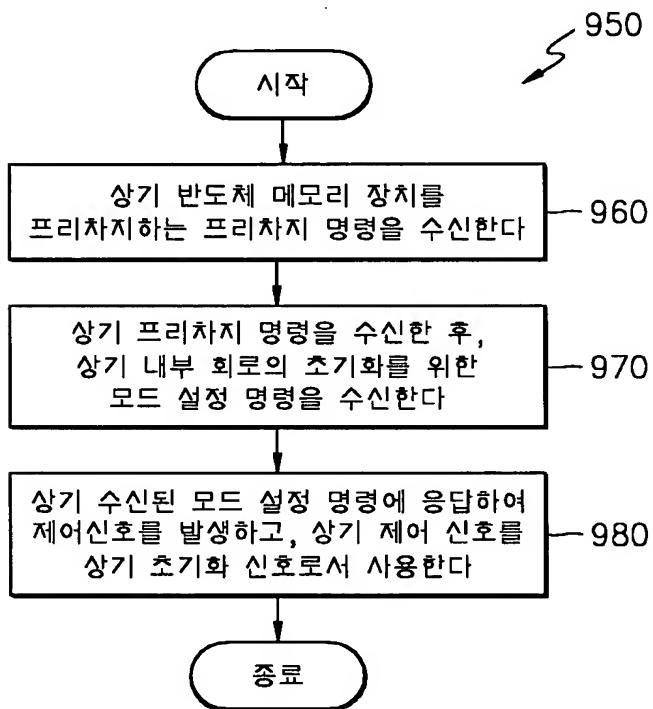 950
시작
상기 반도체 메모리 장치를
프리차지하는 프리차지 명령을 수신한다
960
상기 프리차지 명령을 수신한 후,
상기 내부 회로의 초기화를 위한
모드 설정 명령을 수신한다
970
상기 수신된 모드 설정 명령에 응답하여
제어신호를 발생하고, 상기 제어 신호를
상기 초기화 신호로서 사용한다
980
종료